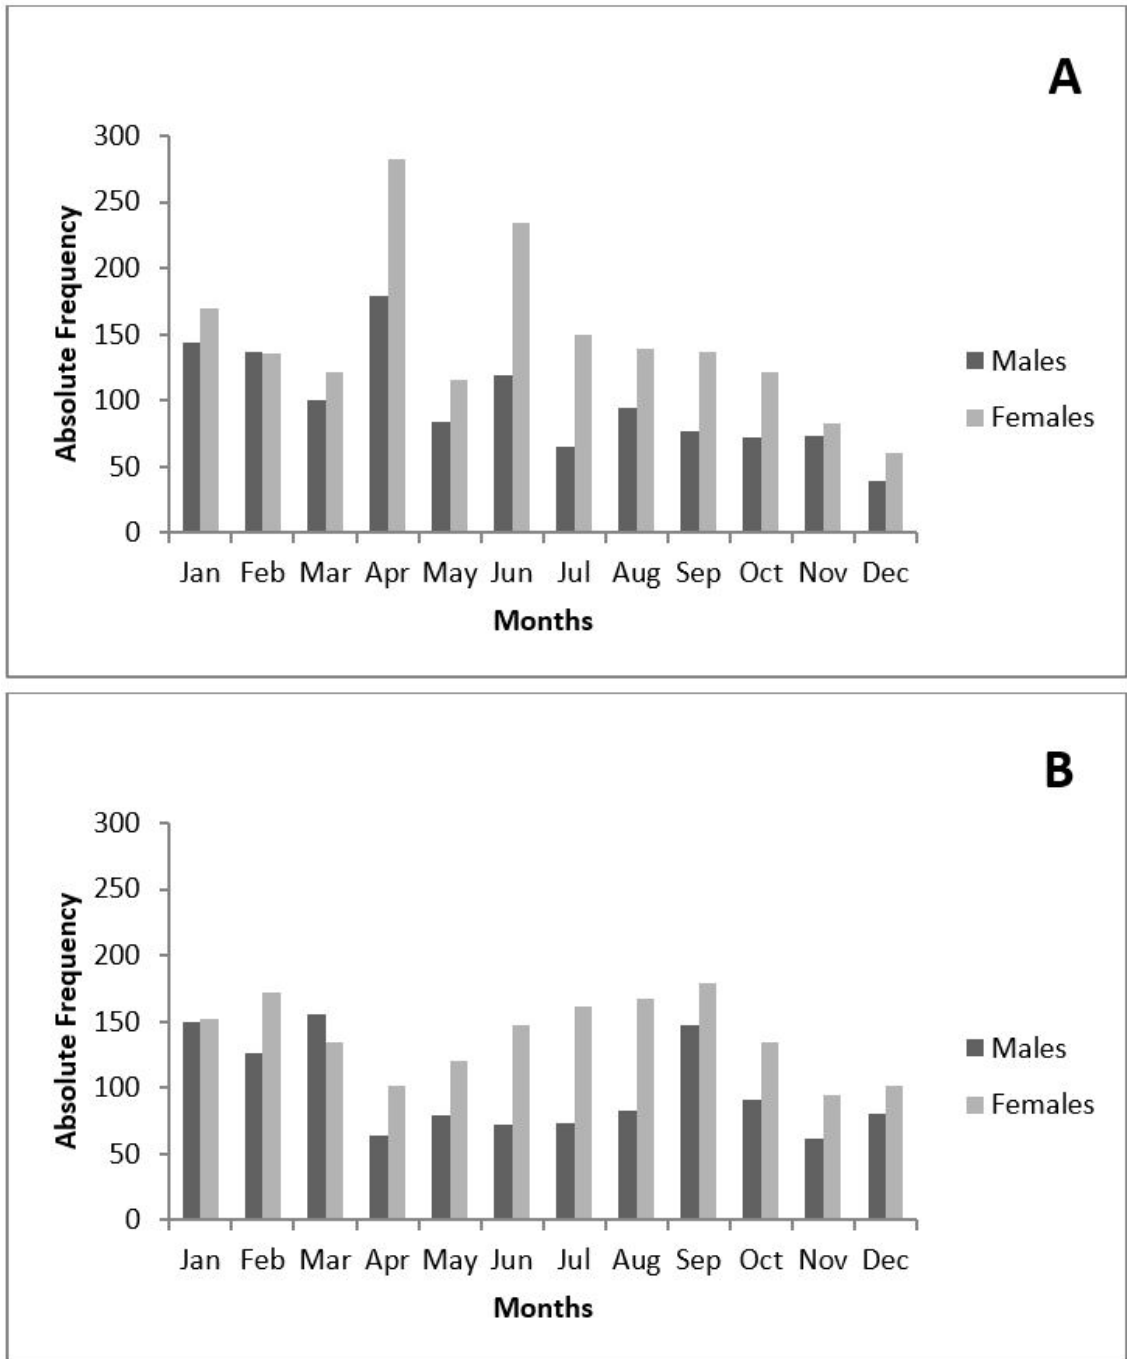 A
300
250
200
150
100
50
0
Absolute Frequency
Jan Feb Mar Apr May Jun Jul Aug Sep Oct Nov Dec
Months
Males
Females
B
300
250
200
150
100
50
0
Absolute Frequency
Jan Feb Mar Apr May Jun Jul Aug Sep Oct Nov Dec
Months
Males
Females